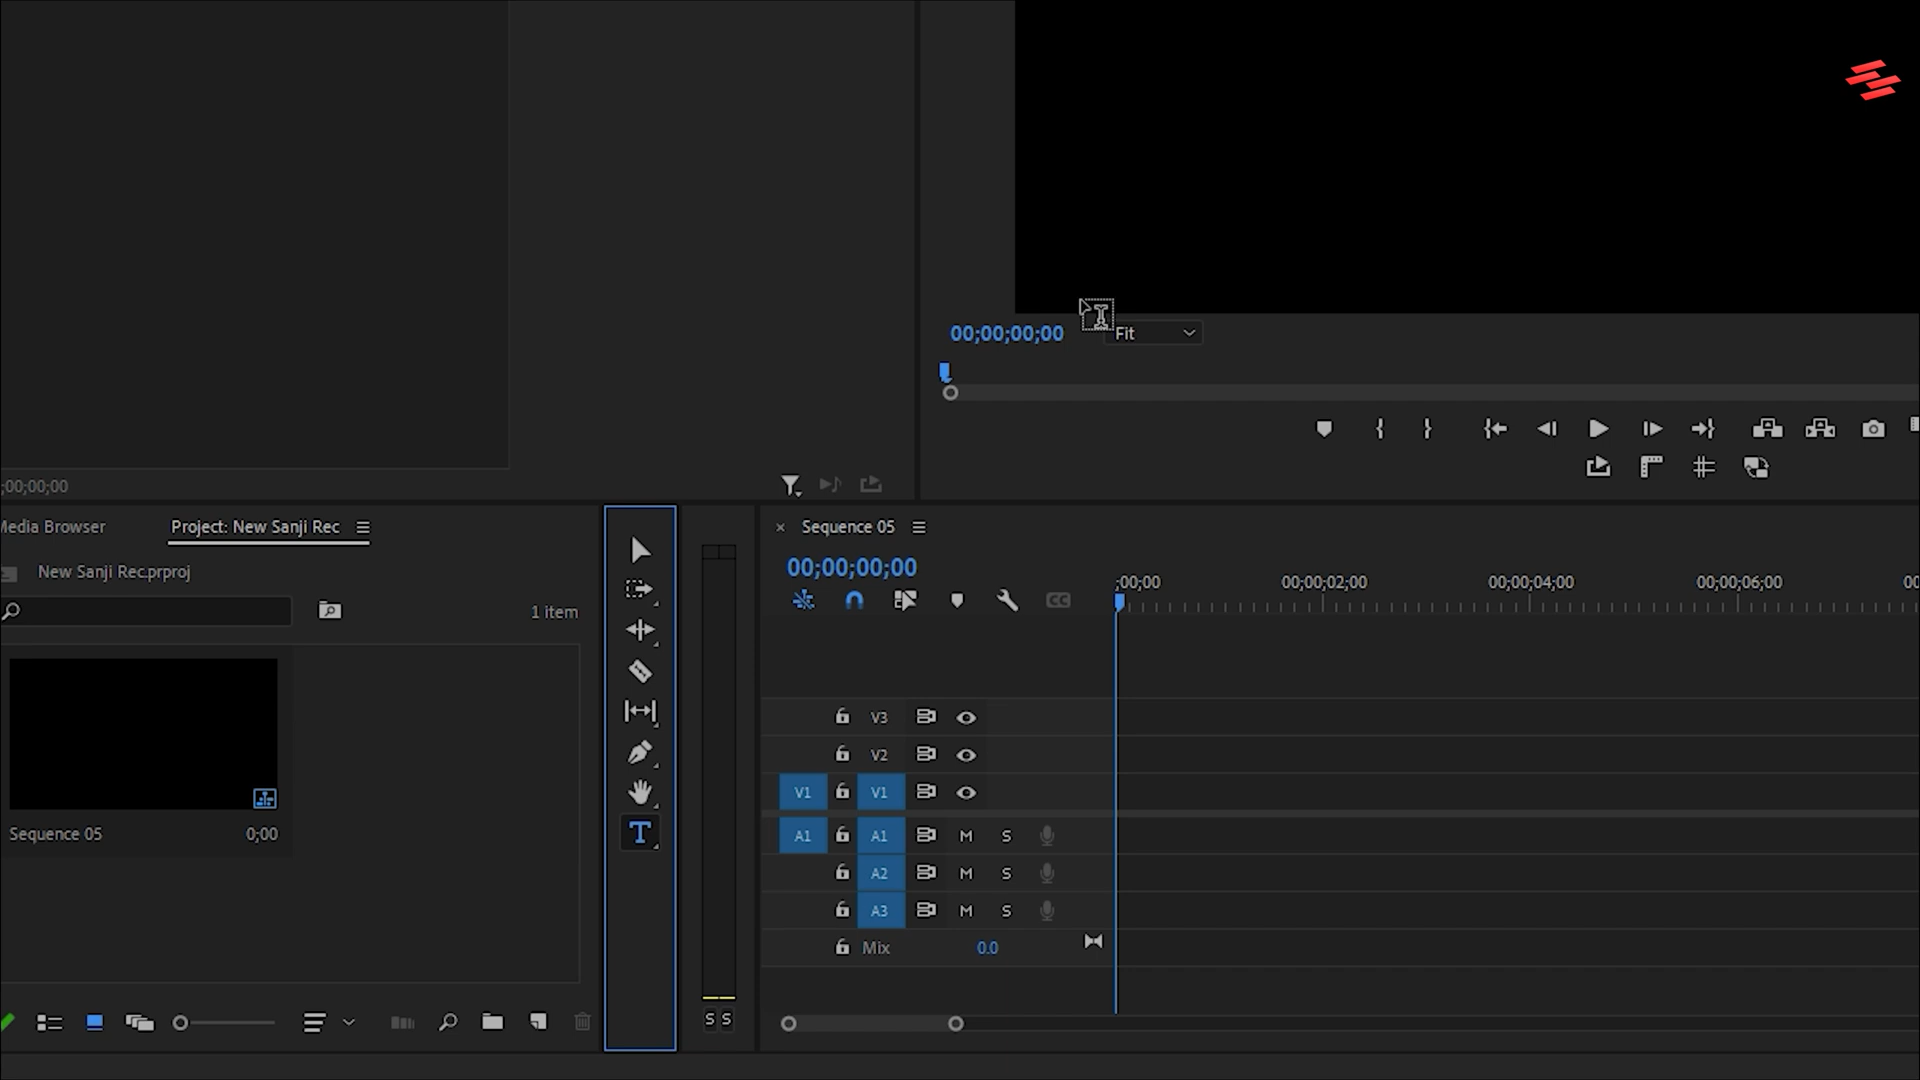 00;00;00;00
Fit
;00;00;00
Media Browser
Project: New Sanji Rec
New Sanji Rec.prproj
1 item
Sequence 05
0;00
Sequence 05
00;00;00;00
;00;00
00;00;02;00
00;00;04;00
00;00;06;00
00
CC
V3
V2
V1
V1
A1
A1
M
S
A2
M
S
A3
M
S
Mix
0.0
S
S